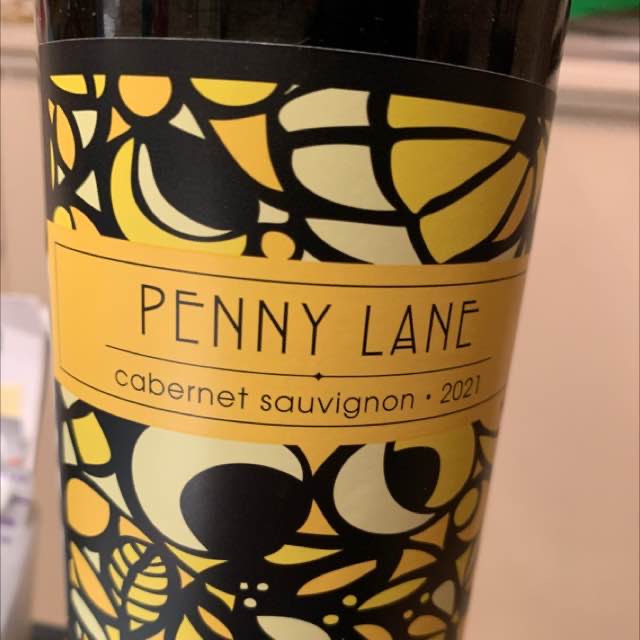 PENNY LANE
cabernet sauvignon • 2021